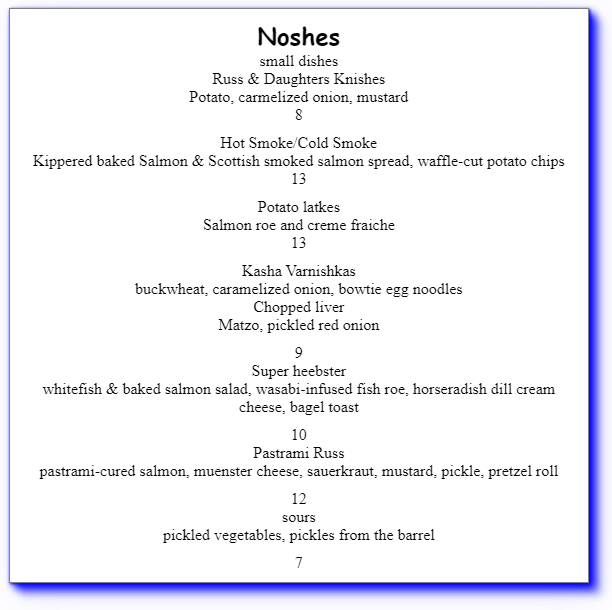 Noshes
small dishes
Russ & Daughters Knishes
Potato, carmelized onion, mustard
8
Hot Smoke/Cold Smoke
Kippered baked Salmon & Scottish smoked salmon spread, waffle-cut potato chips
13
Potato latkes
Salmon roe and creme fraiche
13
Kasha Varnishkas
buckwheat, caramelized onion, bowtie egg noodles
Chopped liver
Matzo, pickled red onion
9
Super heebster
whitefish & baked salmon salad, wasabi-infused fish roe, horseradish dill cream
cheese, bagel toast
10
Pastrami Russ
pastrami-cured salmon, muenster cheese, sauerkraut, mustard, pickle, pretzel roll
12
sours
pickled vegetables, pickles from the barrel
7